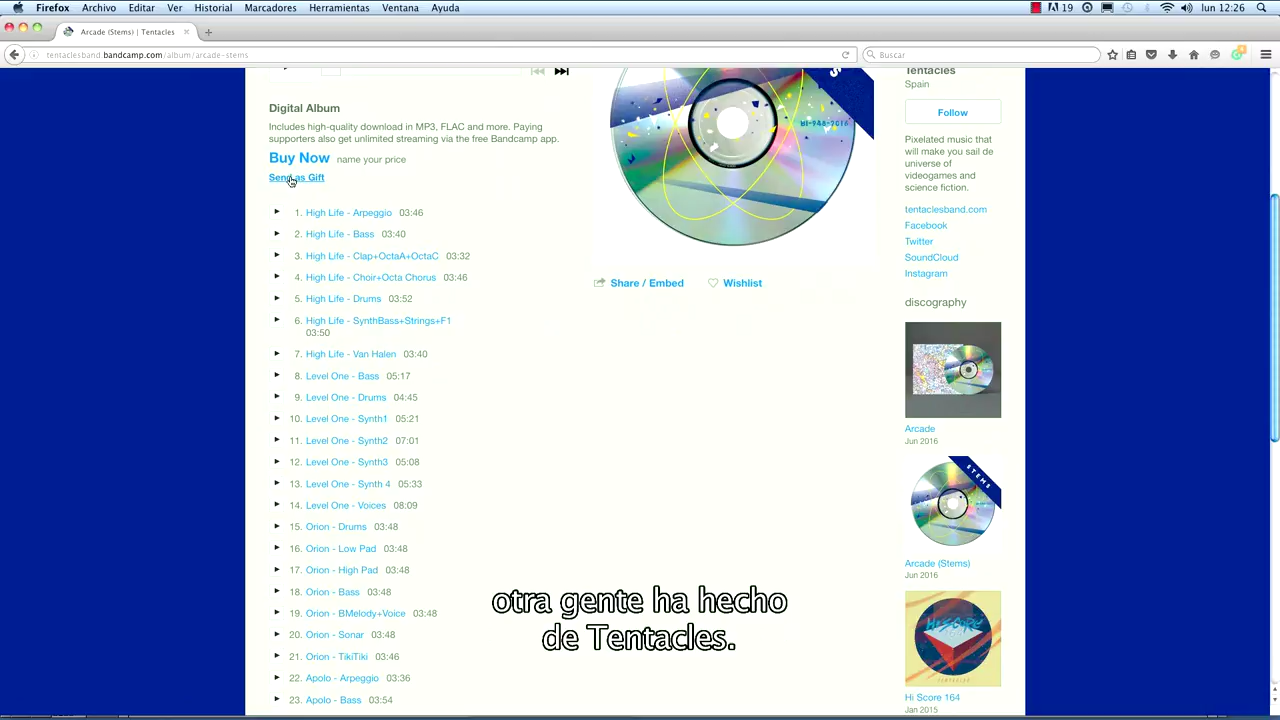 Firefox Archivo Editar Ver Historial Marcadores Herramientas Ventana Ayuda 19 lun 12:26
Arcade (Stems) | Tentacles
tentaclesband.bandcamp.com/album/arcade-stems
Buscar
Digital Album
Includes high-quality download in MP3, FLAC and more. Paying
supporters also get unlimited streaming via the free Bandcamp app.
Buy Now name your price
Send as Gift
1. High Life - Arpeggio 03:46
2. High Life - Bass 03:40
3. High Life - Clap+OctaA+OctaC 03:32
4. High Life - Choir+Octa Chorus 03:46
5. High Life - Drums 03:52
6. High Life - SynthBass+Strings+F1
03:50
7. High Life - Van Halen 03:40
8. Level One - Bass 05:17
9. Level One - Drums 04:45
10. Level One - Synth1 05:21
11. Level One - Synth2 07:01
12. Level One - Synth3 05:08
13. Level One - Synth 4 05:33
14. Level One - Voices 08:09
15. Orion - Drums 03:48
16. Orion - Low Pad 03:48
17. Orion - High Pad 03:48
18. Orion - Bass 03:48
19. Orion - BMelody+Voice 03:48
20. Orion - Sonar 03:48
21. Orion - TikiTiki 03:46
22. Apolo - Arpeggio 03:36
23. Apolo - Bass 03:54
Share / Embed Wishlist
Tentacles
Spain
Follow
Pixelated music that
will make you sail de
universe of
videogames and
science fiction.
tentaclesband.com
Facebook
Twitter
SoundCloud
Instagram
discography
Arcade
Jun 2016
STEMS
Arcade (Stems)
Jun 2016
HI SCORE
Hi Score 164
Jan 2015
otra gente ha hecho
de Tentacles.